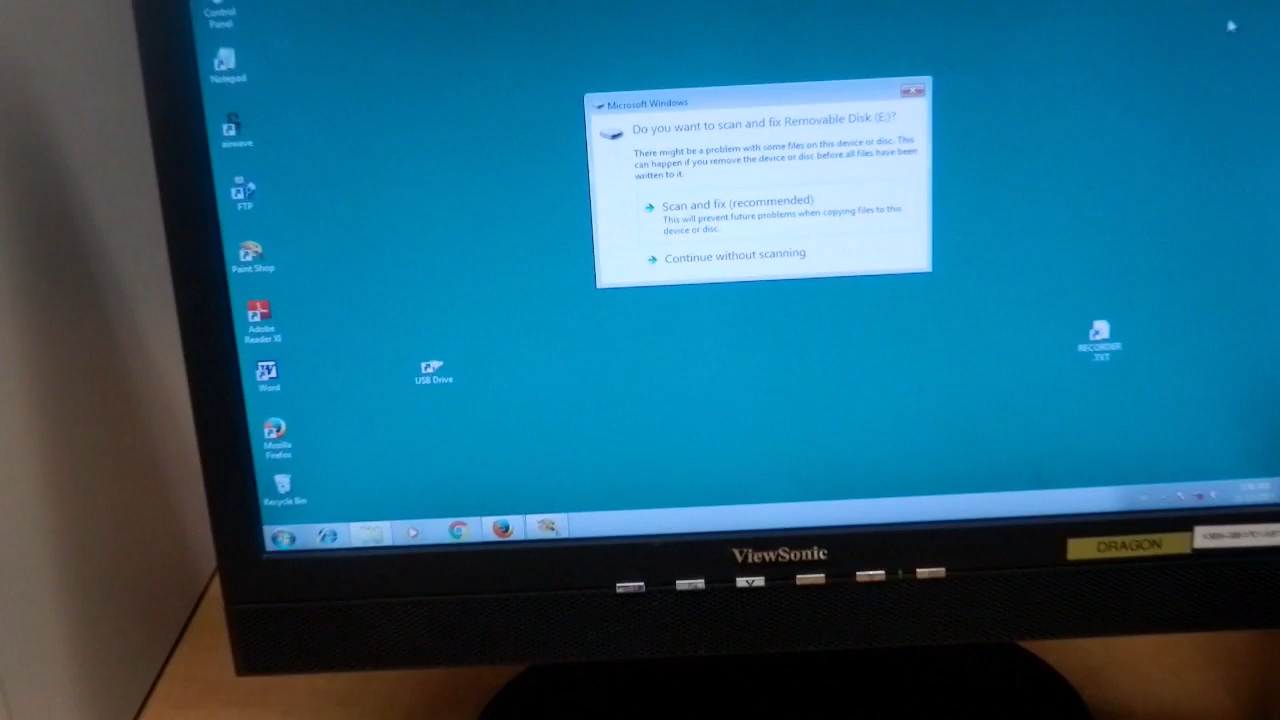 Control
Panel
Notepad
airwave
FTP
Paint Shop
Adobe
Reader XI
Word
Mozilla
Firefox
Recycle Bin
USB Drive
Microsoft Windows
Do you want to scan and fix Removable Disk (E:)?
There might be a problem with some files on this device or disc. This
can happen if you remove the device or disc before all files have been
written to it.
Scan and fix (recommended)
This will prevent future problems when copying files to this
device or disc.
Continue without scanning
RECORDER
.TXT
ViewSonic
DRAGON